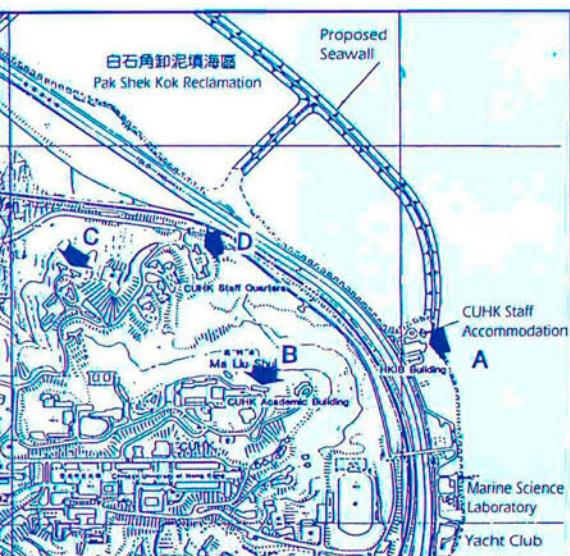 白石角卸泥填海區
Pak Shek Kok Reclamation
Proposed
Seawall
C
D
CUHK Staff Quarters
CUHK Staff
Accommodation
A
HKIB Building
Ma Liu Shui
B
CUHK Academic Building
Marine Science
Laboratory
Yacht Club